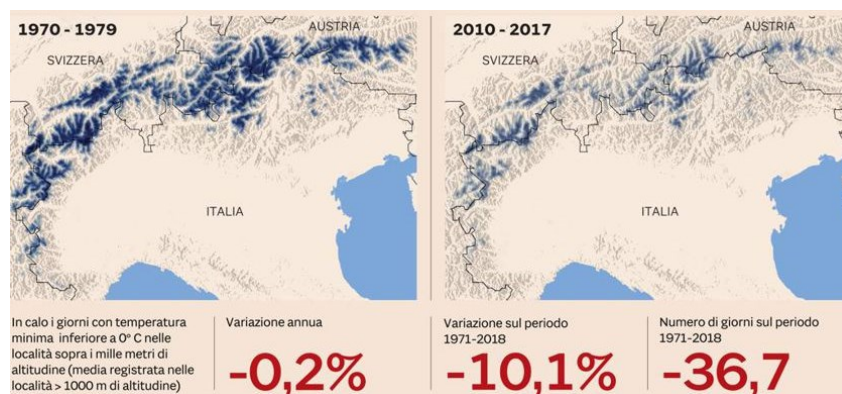 1970 - 1979
AUSTRIA
SVIZZERA
ITALIA
2010 - 2017
AUSTRIA
SVIZZERA
ITALIA
In calo i giorni con temperatura
minima inferiore a 0° C nelle
località sopra i mille metri di
altitudine (media registrata nelle
località > 1000 m di altitudine)
Variazione annua
-0,2%
Variazione sul periodo
1971-2018
-10,1%
Numero di giorni sul periodo
1971-2018
-36,7